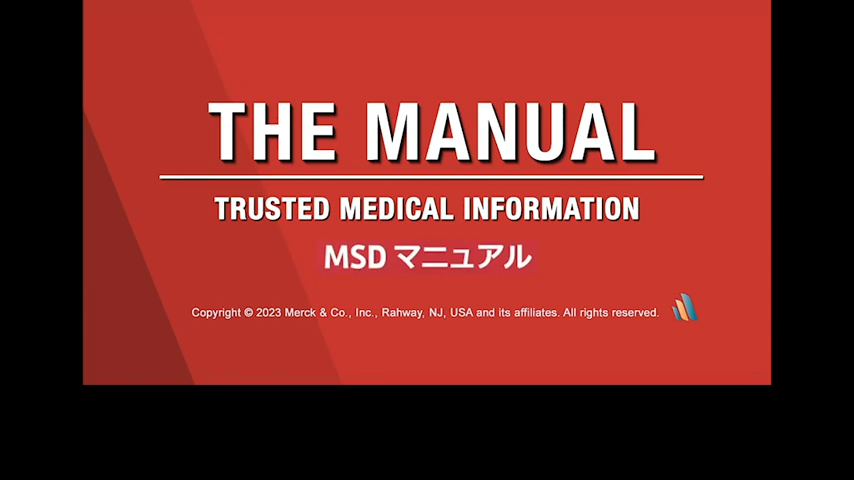 THE MANUAL
TRUSTED MEDICAL INFORMATION
MSD マニュアル
Copyright © 2023 Merck & Co., Inc., Rahway, NJ, USA and its affiliates. All rights reserved.